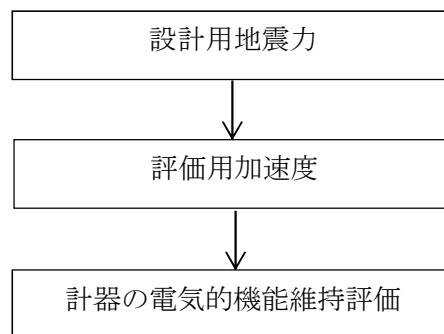 設計用地震力
評価用加速度
計器の電気的機能維持評価